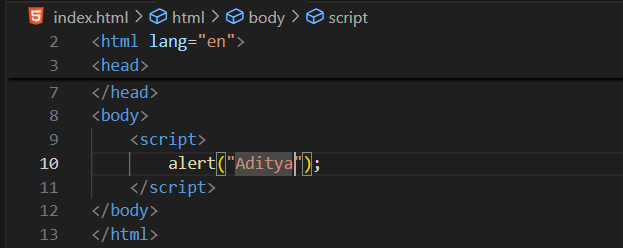 index.html > html > body > script
2 <html lang="en">
3 <head>
7 </head>
8 <body>
9 <script>
10 alert("Aditya");
11 </script>
12 </body>
13 </html>